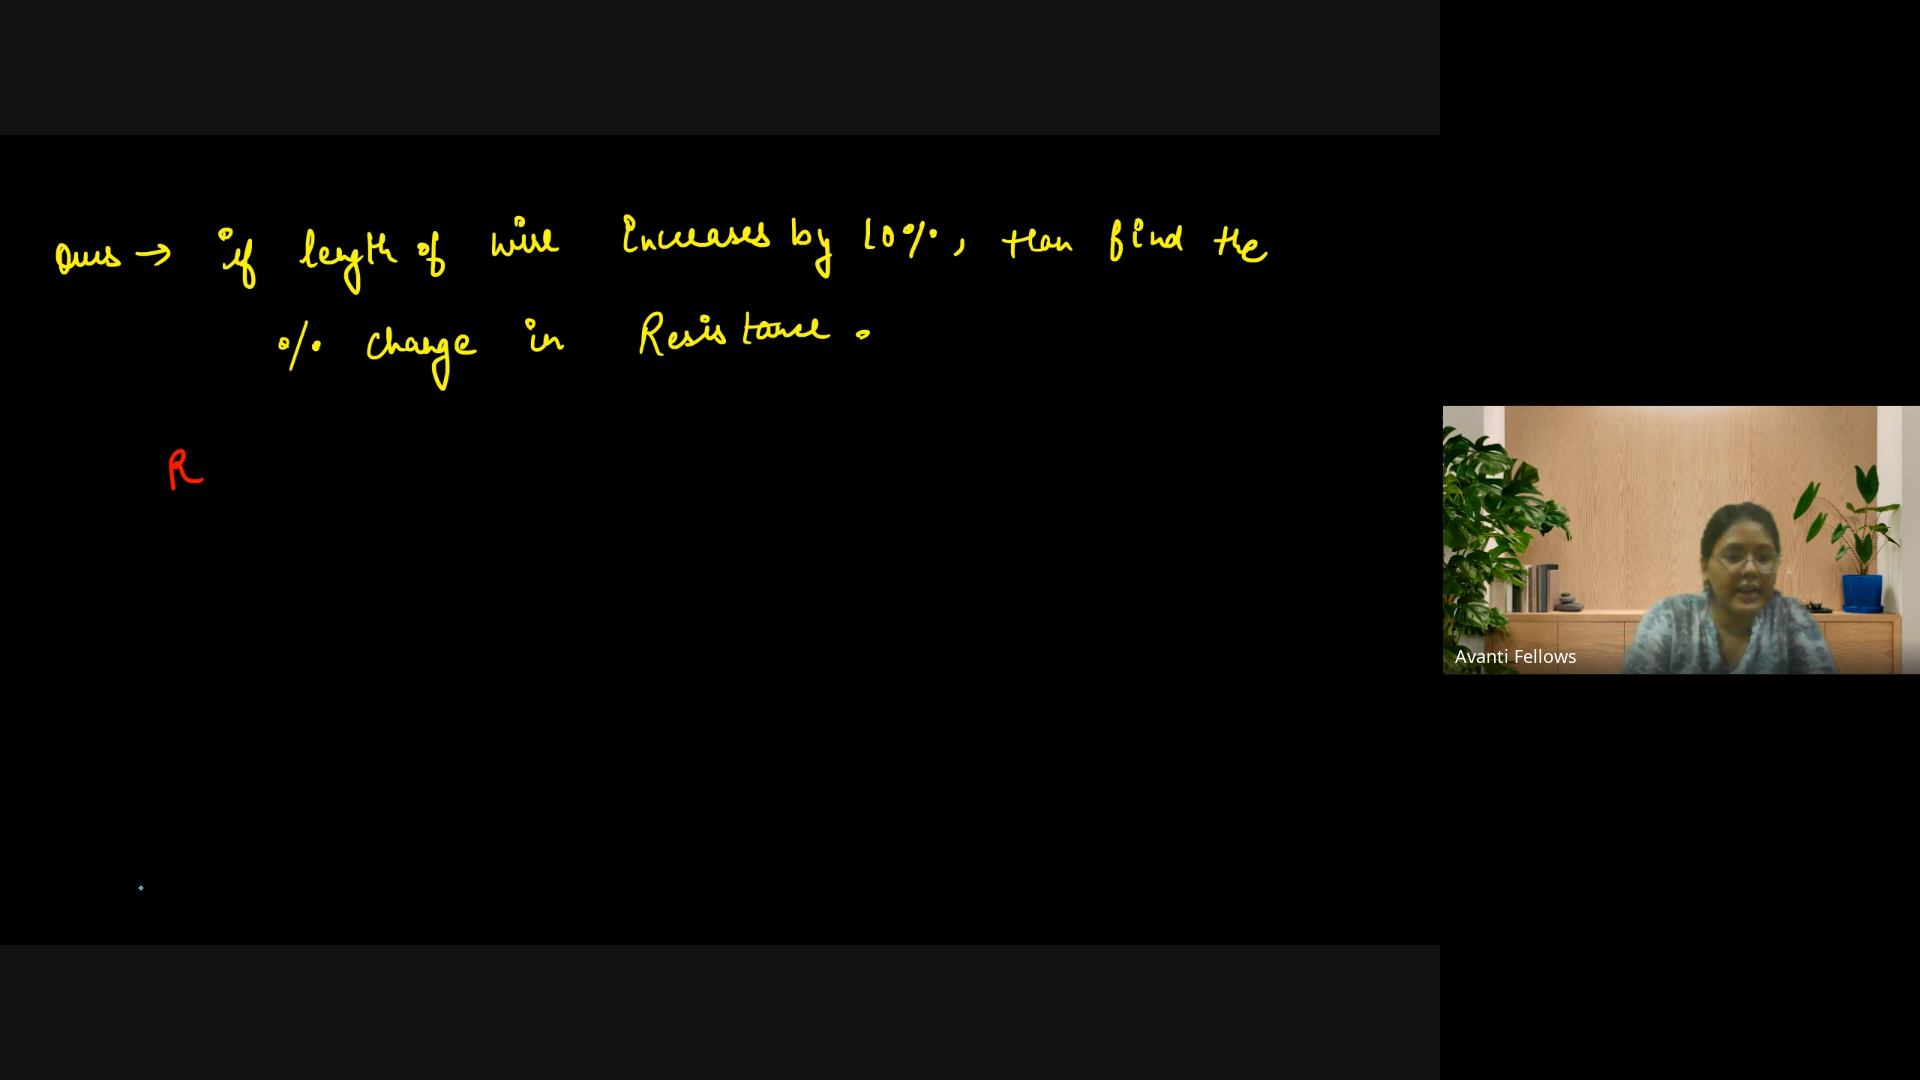 Ques → if length of wire Increases by 10%, then find the
% change in Resistance.
R
Avanti Fellows